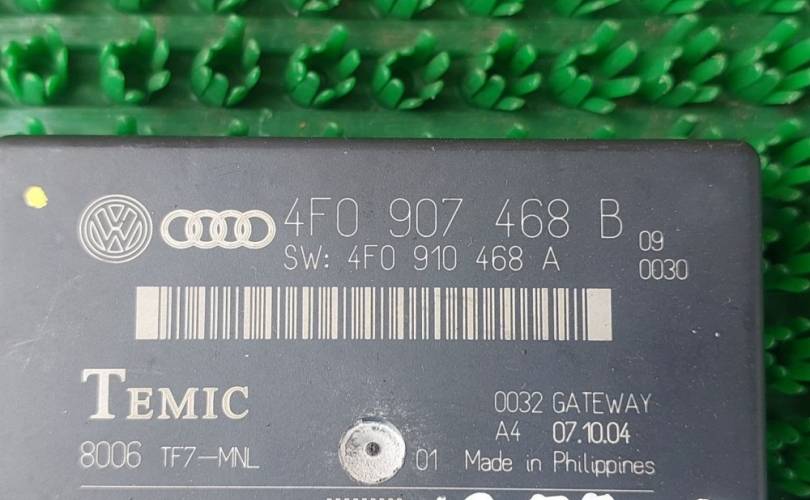 4F0 907 468 B
SW: 4F0 910 468 A
09
0030
TEMIC
0032 GATEWAY
A4 07.10.04
8006 TF7-MNL
01 Made in Philippines